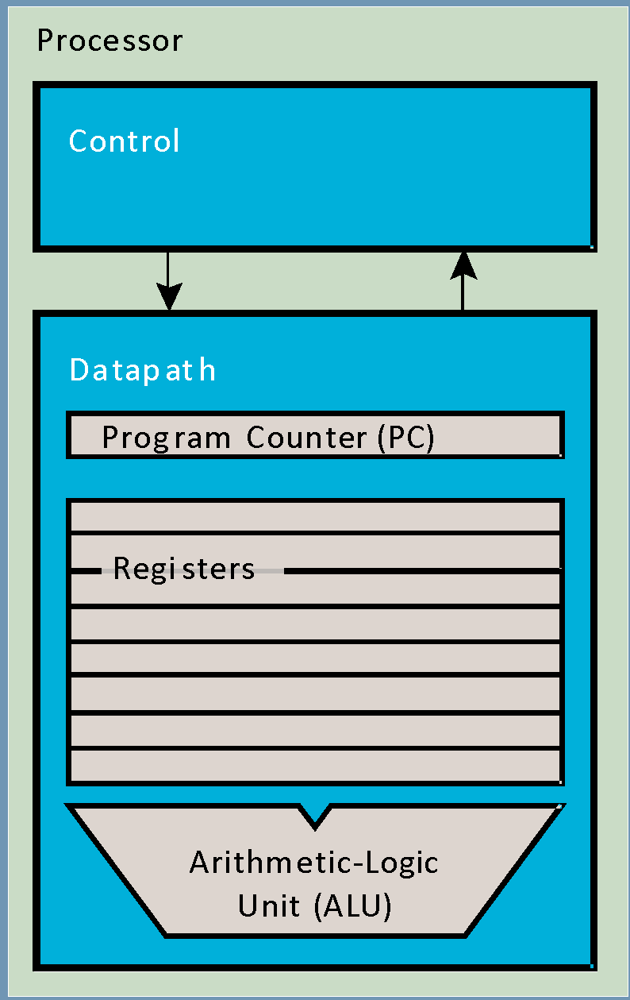 Processor
Control
Datapath
Program Counter (PC)
Registers
Arithmetic-Logic
Unit (ALU)